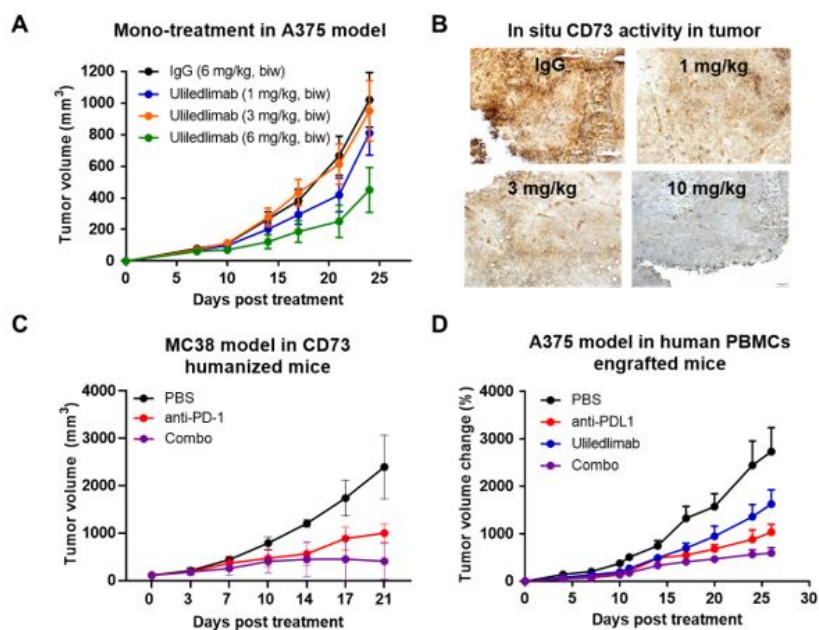 A
Mono-treatment in A375 model
IgG (6 mg/kg, biw)
Uliledlimab (1 mg/kg, biw)
Uliledlimab (3 mg/kg, biw)
Uliledlimab (6 mg/kg, biw)
Tumor volume (mm³)
1200
1000
800
600
400
200
0
0 5 10 15 20 25
Days post treatment
B
In situ CD73 activity in tumor
IgG
1 mg/kg
3 mg/kg
10 mg/kg
C
MC38 model in CD73
humanized mice
PBS
anti-PD-1
Combo
Tumor volume (mm³)
4000
3000
2000
1000
0
0 3 7 10 14 17 21
Days post treatment
D
A375 model in human PBMCs
engrafted mice
PBS
anti-PDL1
Uliledlimab
Combo
Tumor volume change (%)
4000
3000
2000
1000
0
0 5 10 15 20 25 30
Days post treatment